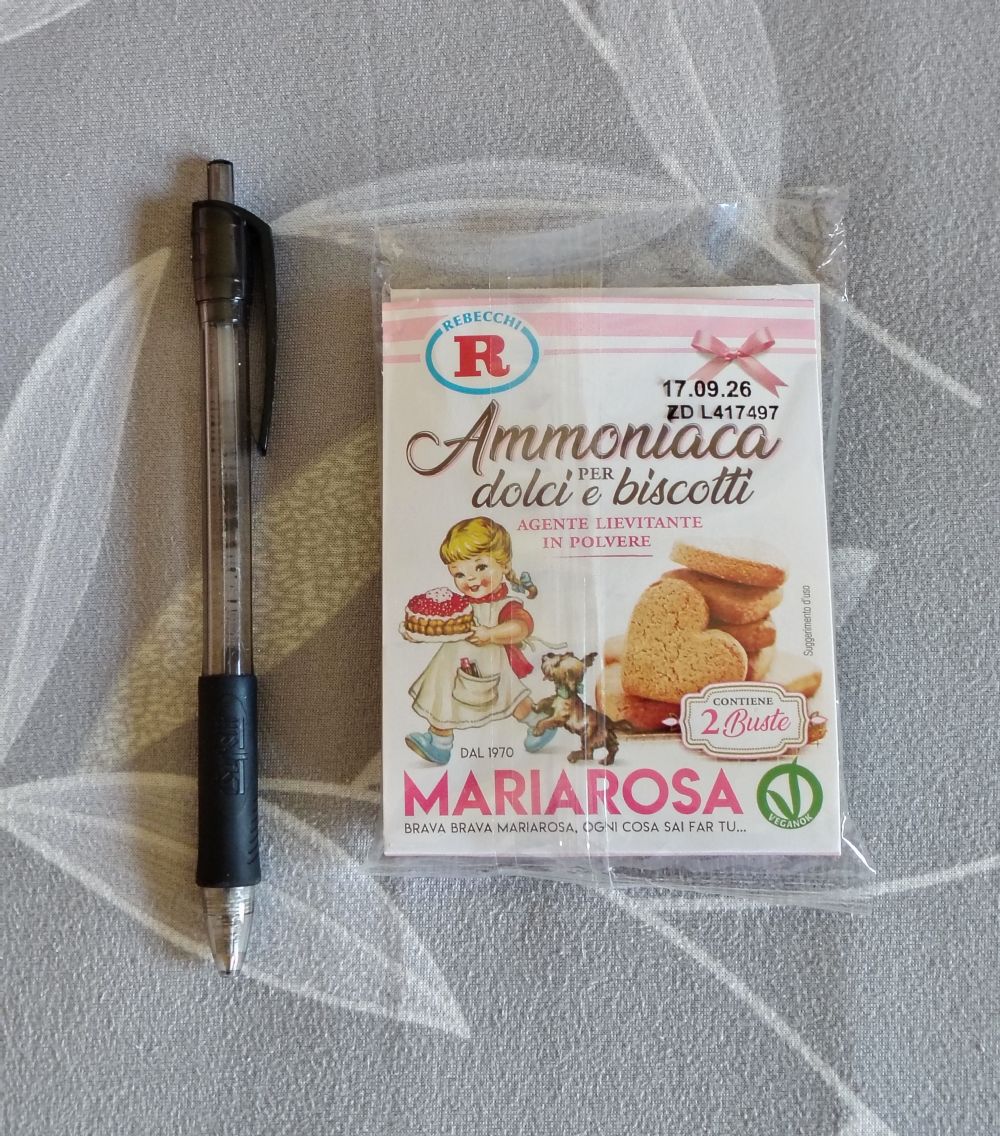 REBECCHI
R
17.09.26
ZD L417497
Ammoniaca
PER
dolci e biscotti
AGENTE LIEVITANTE
IN POLVERE
Suggerimento d'uso
CONTIENE
2 Buste
DAL 1970
MARIAROSA
BRAVA BRAVA MARIAROSA, OGNI COSA SAI FAR TU...
VEGANOK